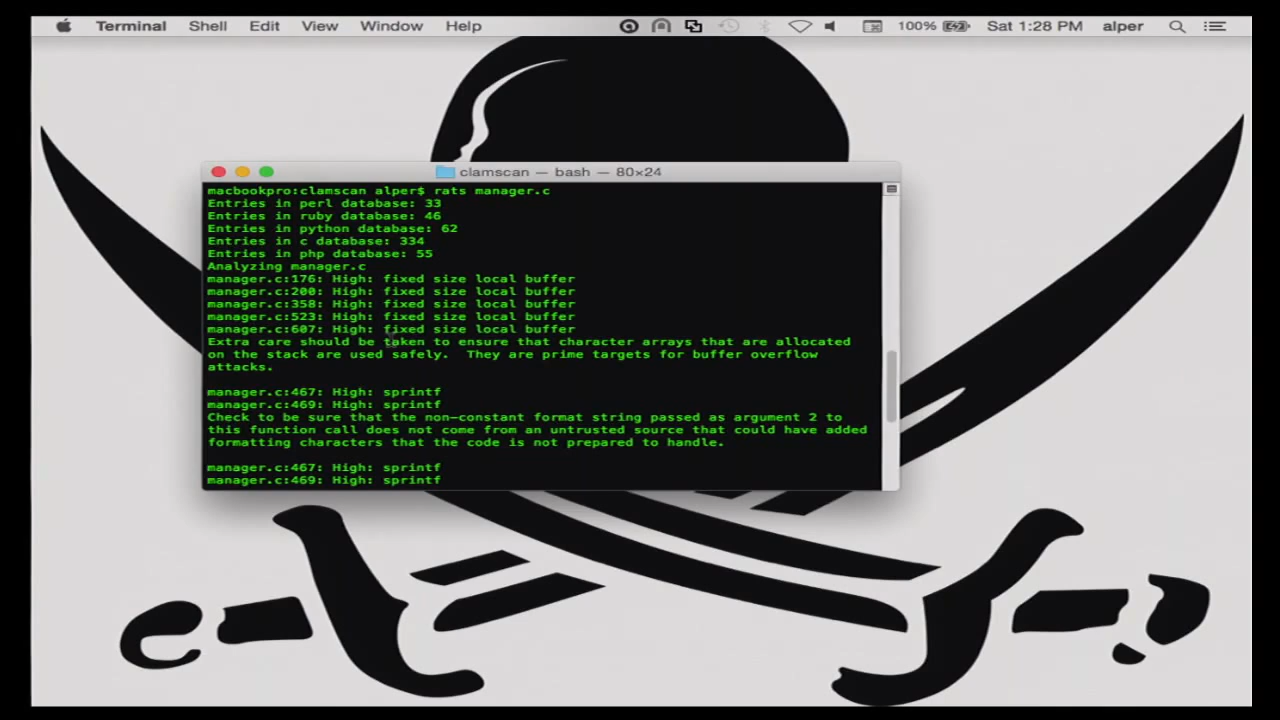 Terminal Shell Edit View Window Help 100% Sat 1:28 PM alper
clamscan — bash — 80×24
macbookpro:clamscan alper$ rats manager.c
Entries in perl database: 33
Entries in ruby database: 46
Entries in python database: 62
Entries in c database: 334
Entries in php database: 55
Analyzing manager.c
manager.c:176: High: fixed size local buffer
manager.c:200: High: fixed size local buffer
manager.c:358: High: fixed size local buffer
manager.c:523: High: fixed size local buffer
manager.c:607: High: fixed size local buffer
Extra care should be taken to ensure that character arrays that are allocated
on the stack are used safely.  They are prime targets for buffer overflow
attacks.
manager.c:467: High: sprintf
manager.c:469: High: sprintf
Check to be sure that the non-constant format string passed as argument 2 to
this function call does not come from an untrusted source that could have added
formatting characters that the code is not prepared to handle.
manager.c:467: High: sprintf
manager.c:469: High: sprintf